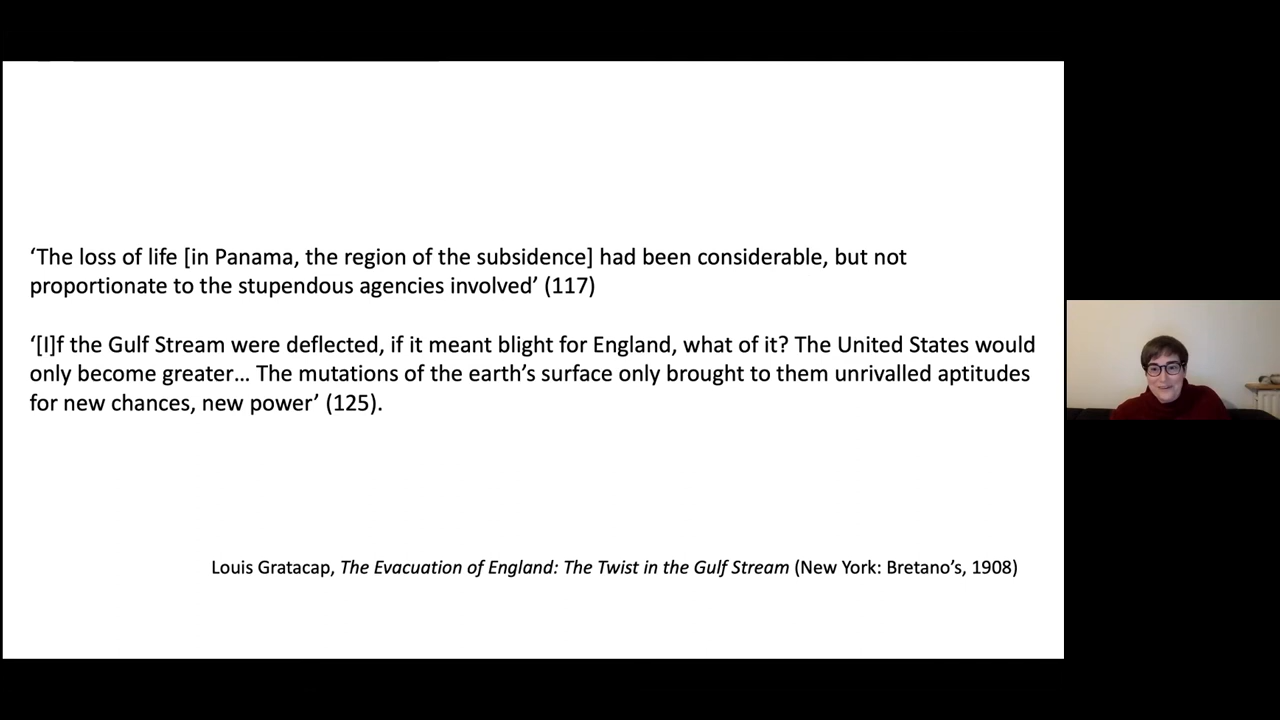 ‘The loss of life [in Panama, the region of the subsidence] had been considerable, but not
proportionate to the stupendous agencies involved’ (117)
‘[I]f the Gulf Stream were deflected, if it meant blight for England, what of it? The United States would
only become greater… The mutations of the earth’s surface only brought to them unrivalled aptitudes
for new chances, new power’ (125).
Louis Gratacap, The Evacuation of England: The Twist in the Gulf Stream (New York: Bretano’s, 1908)